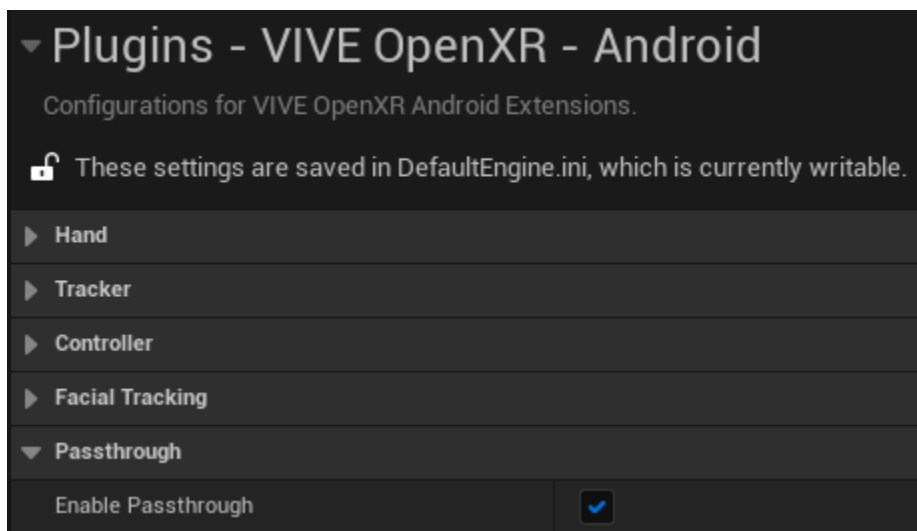 Plugins - VIVE OpenXR - Android
Configurations for VIVE OpenXR Android Extensions.
These settings are saved in DefaultEngine.ini, which is currently writable.
Hand
Tracker
Controller
Facial Tracking
Passthrough
Enable Passthrough